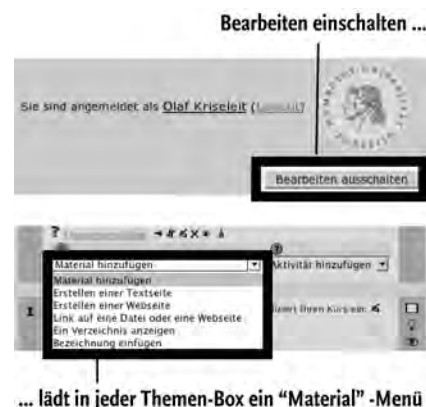 Bearbeiten einschalten ...
Sie sind angemeldet als Olaf Kriseleit (Logout)
Bearbeiten ausschalten
?
Material hinzufügen
Aktivität hinzufügen
Material hinzufügen
Erstellen einer Textseite
Erstellen einer Webseite
Link auf eine Datei oder eine Webseite
Ein Verzeichnis anzeigen
Bezeichnung einfügen
Ihren Kurs ein.
... lädt in jeder Themen-Box ein “Material” -Menü